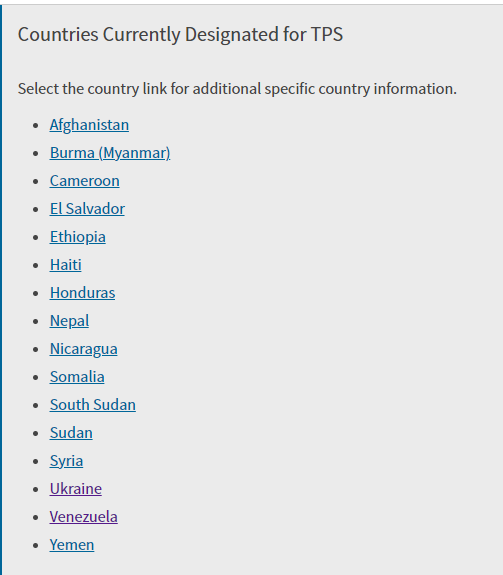 Countries Currently Designated for TPS
Select the country link for additional specific country information.
Afghanistan
Burma (Myanmar)
Cameroon
El Salvador
Ethiopia
Haiti
Honduras
Nepal
Nicaragua
Somalia
South Sudan
Sudan
Syria
Ukraine
Venezuela
Yemen